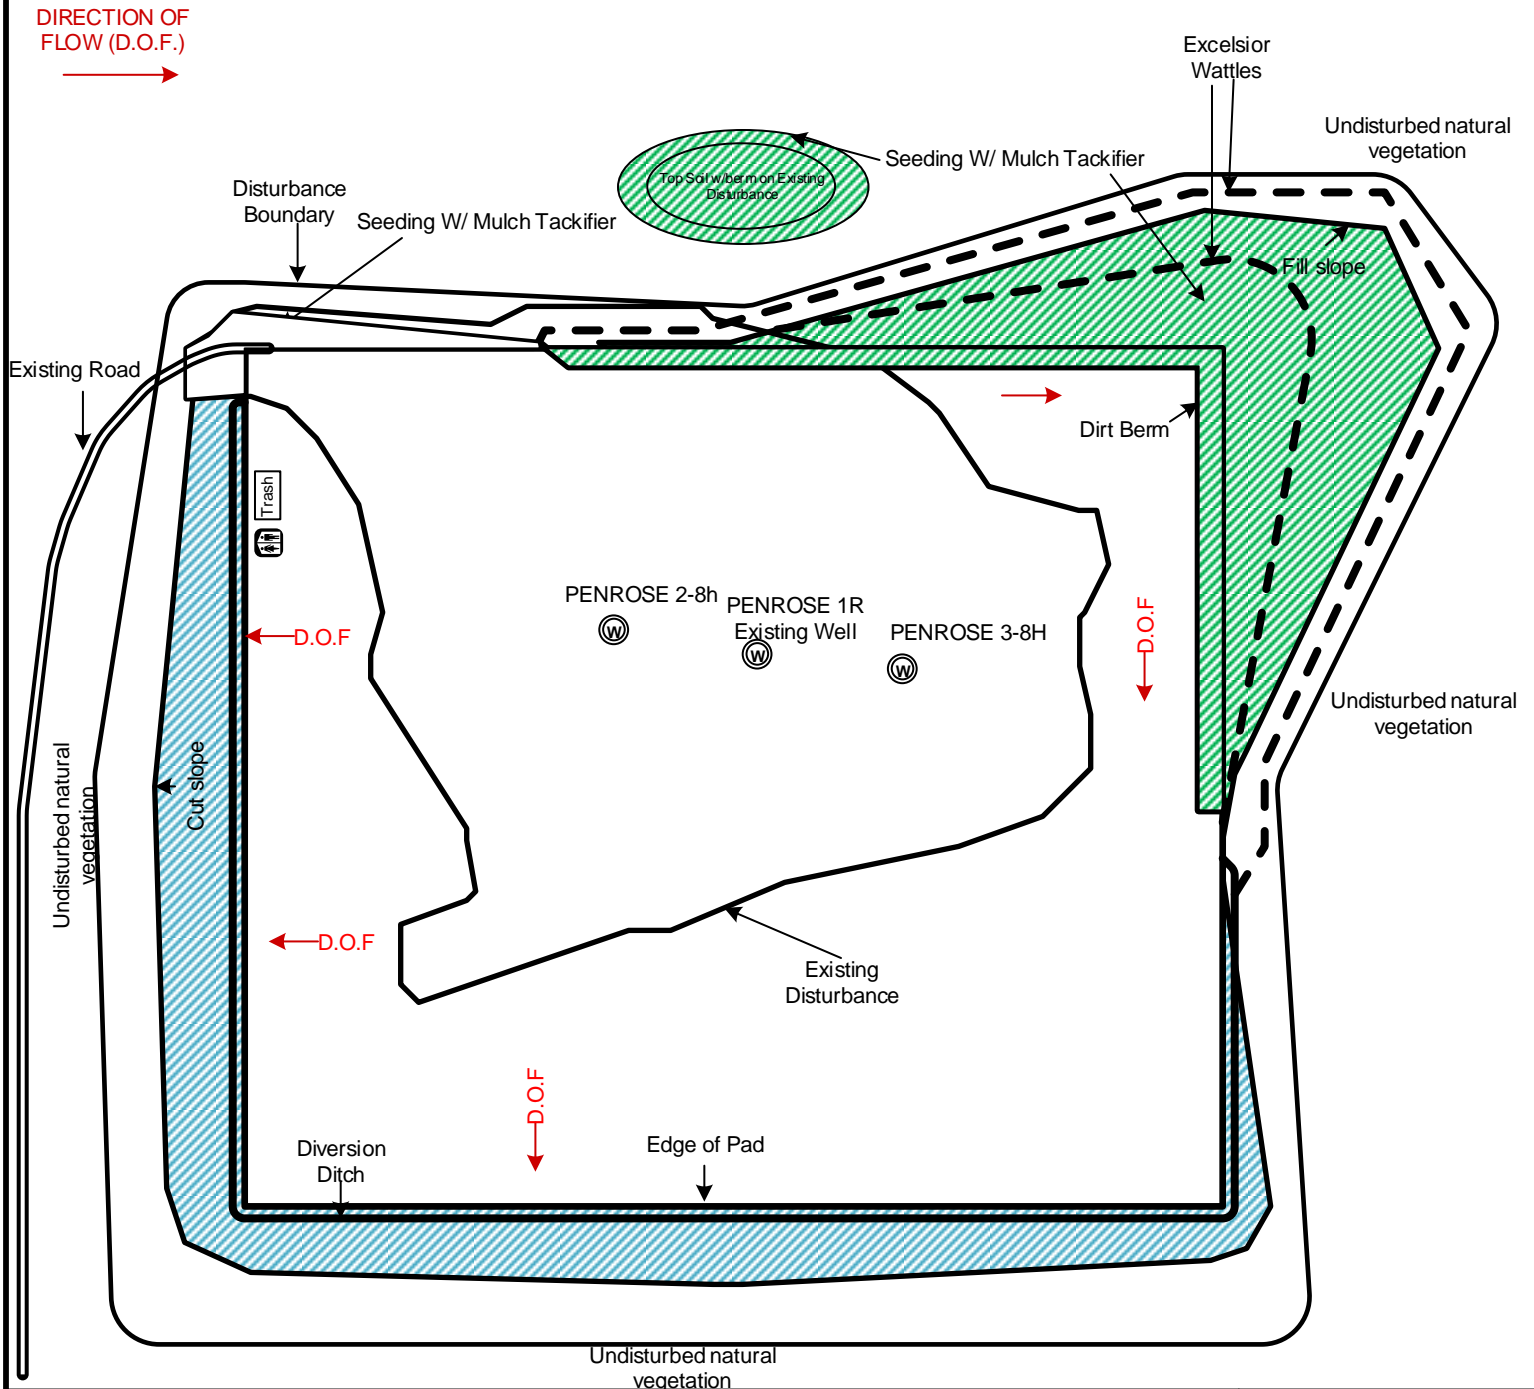 DIRECTION OF
FLOW (D.O.F.)
Excelsior
Wattles
Undisturbed natural
vegetation
Seeding W/ Mulch Tackifier
Top Soil w/berm on Existing
Disturbance
Disturbance
Boundary
Seeding W/ Mulch Tackifier
Fill slope
Existing Road
Dirt Berm
Trash
PENROSE 2-8h
PENROSE 1R
Existing Well
PENROSE 3-8H
W
W
W
D.O.F
D.O.F
Undisturbed natural
vegetation
Cut slope
Undisturbed natural
vegetation
D.O.F
Existing
Disturbance
D.O.F
Diversion
Ditch
Edge of Pad
Undisturbed natural
vegetation